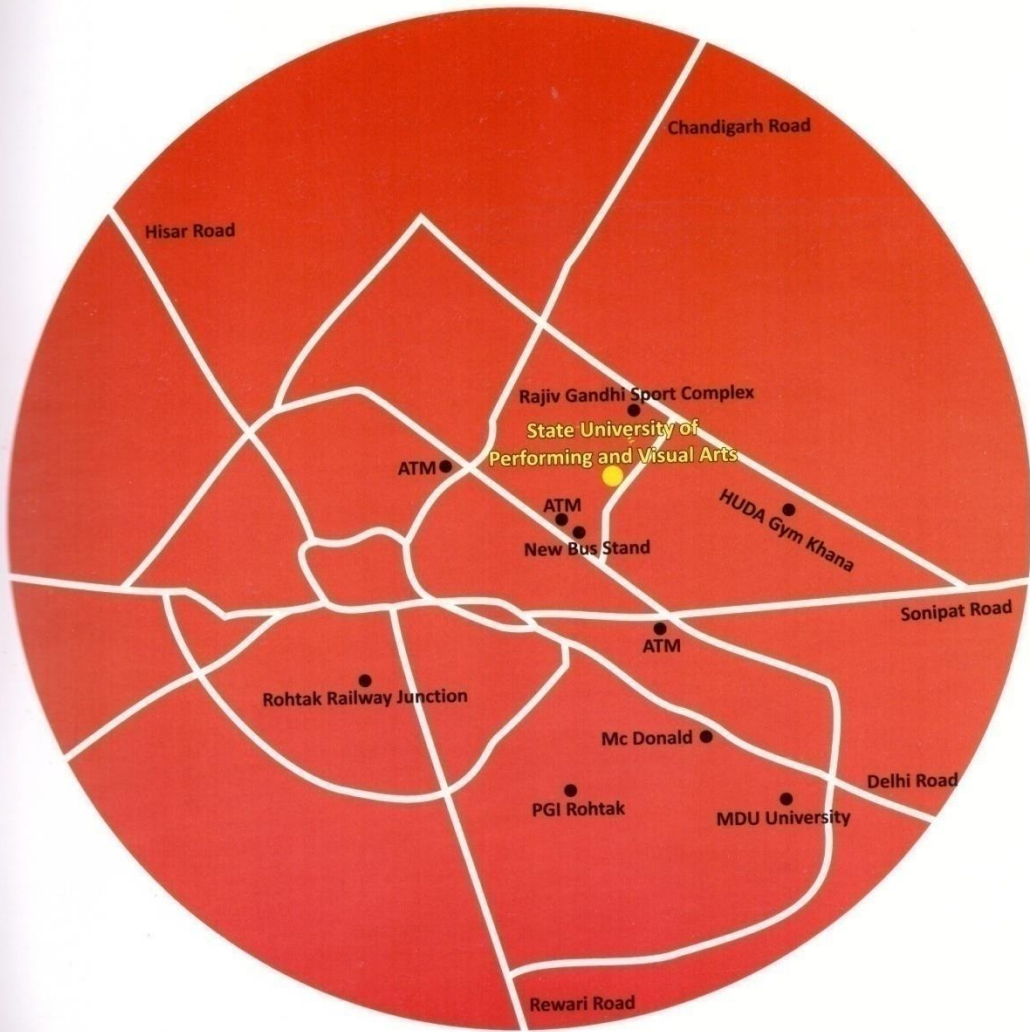 Chandigarh Road
Hisar Road
Rajiv Gandhi Sport Complex
State University of
Performing and Visual Arts
ATM
ATM
New Bus Stand
HUDA Gym Khana
Sonipat Road
ATM
Rohtak Railway Junction
Mc Donald
Delhi Road
PGI Rohtak
MDU University
Rewari Road